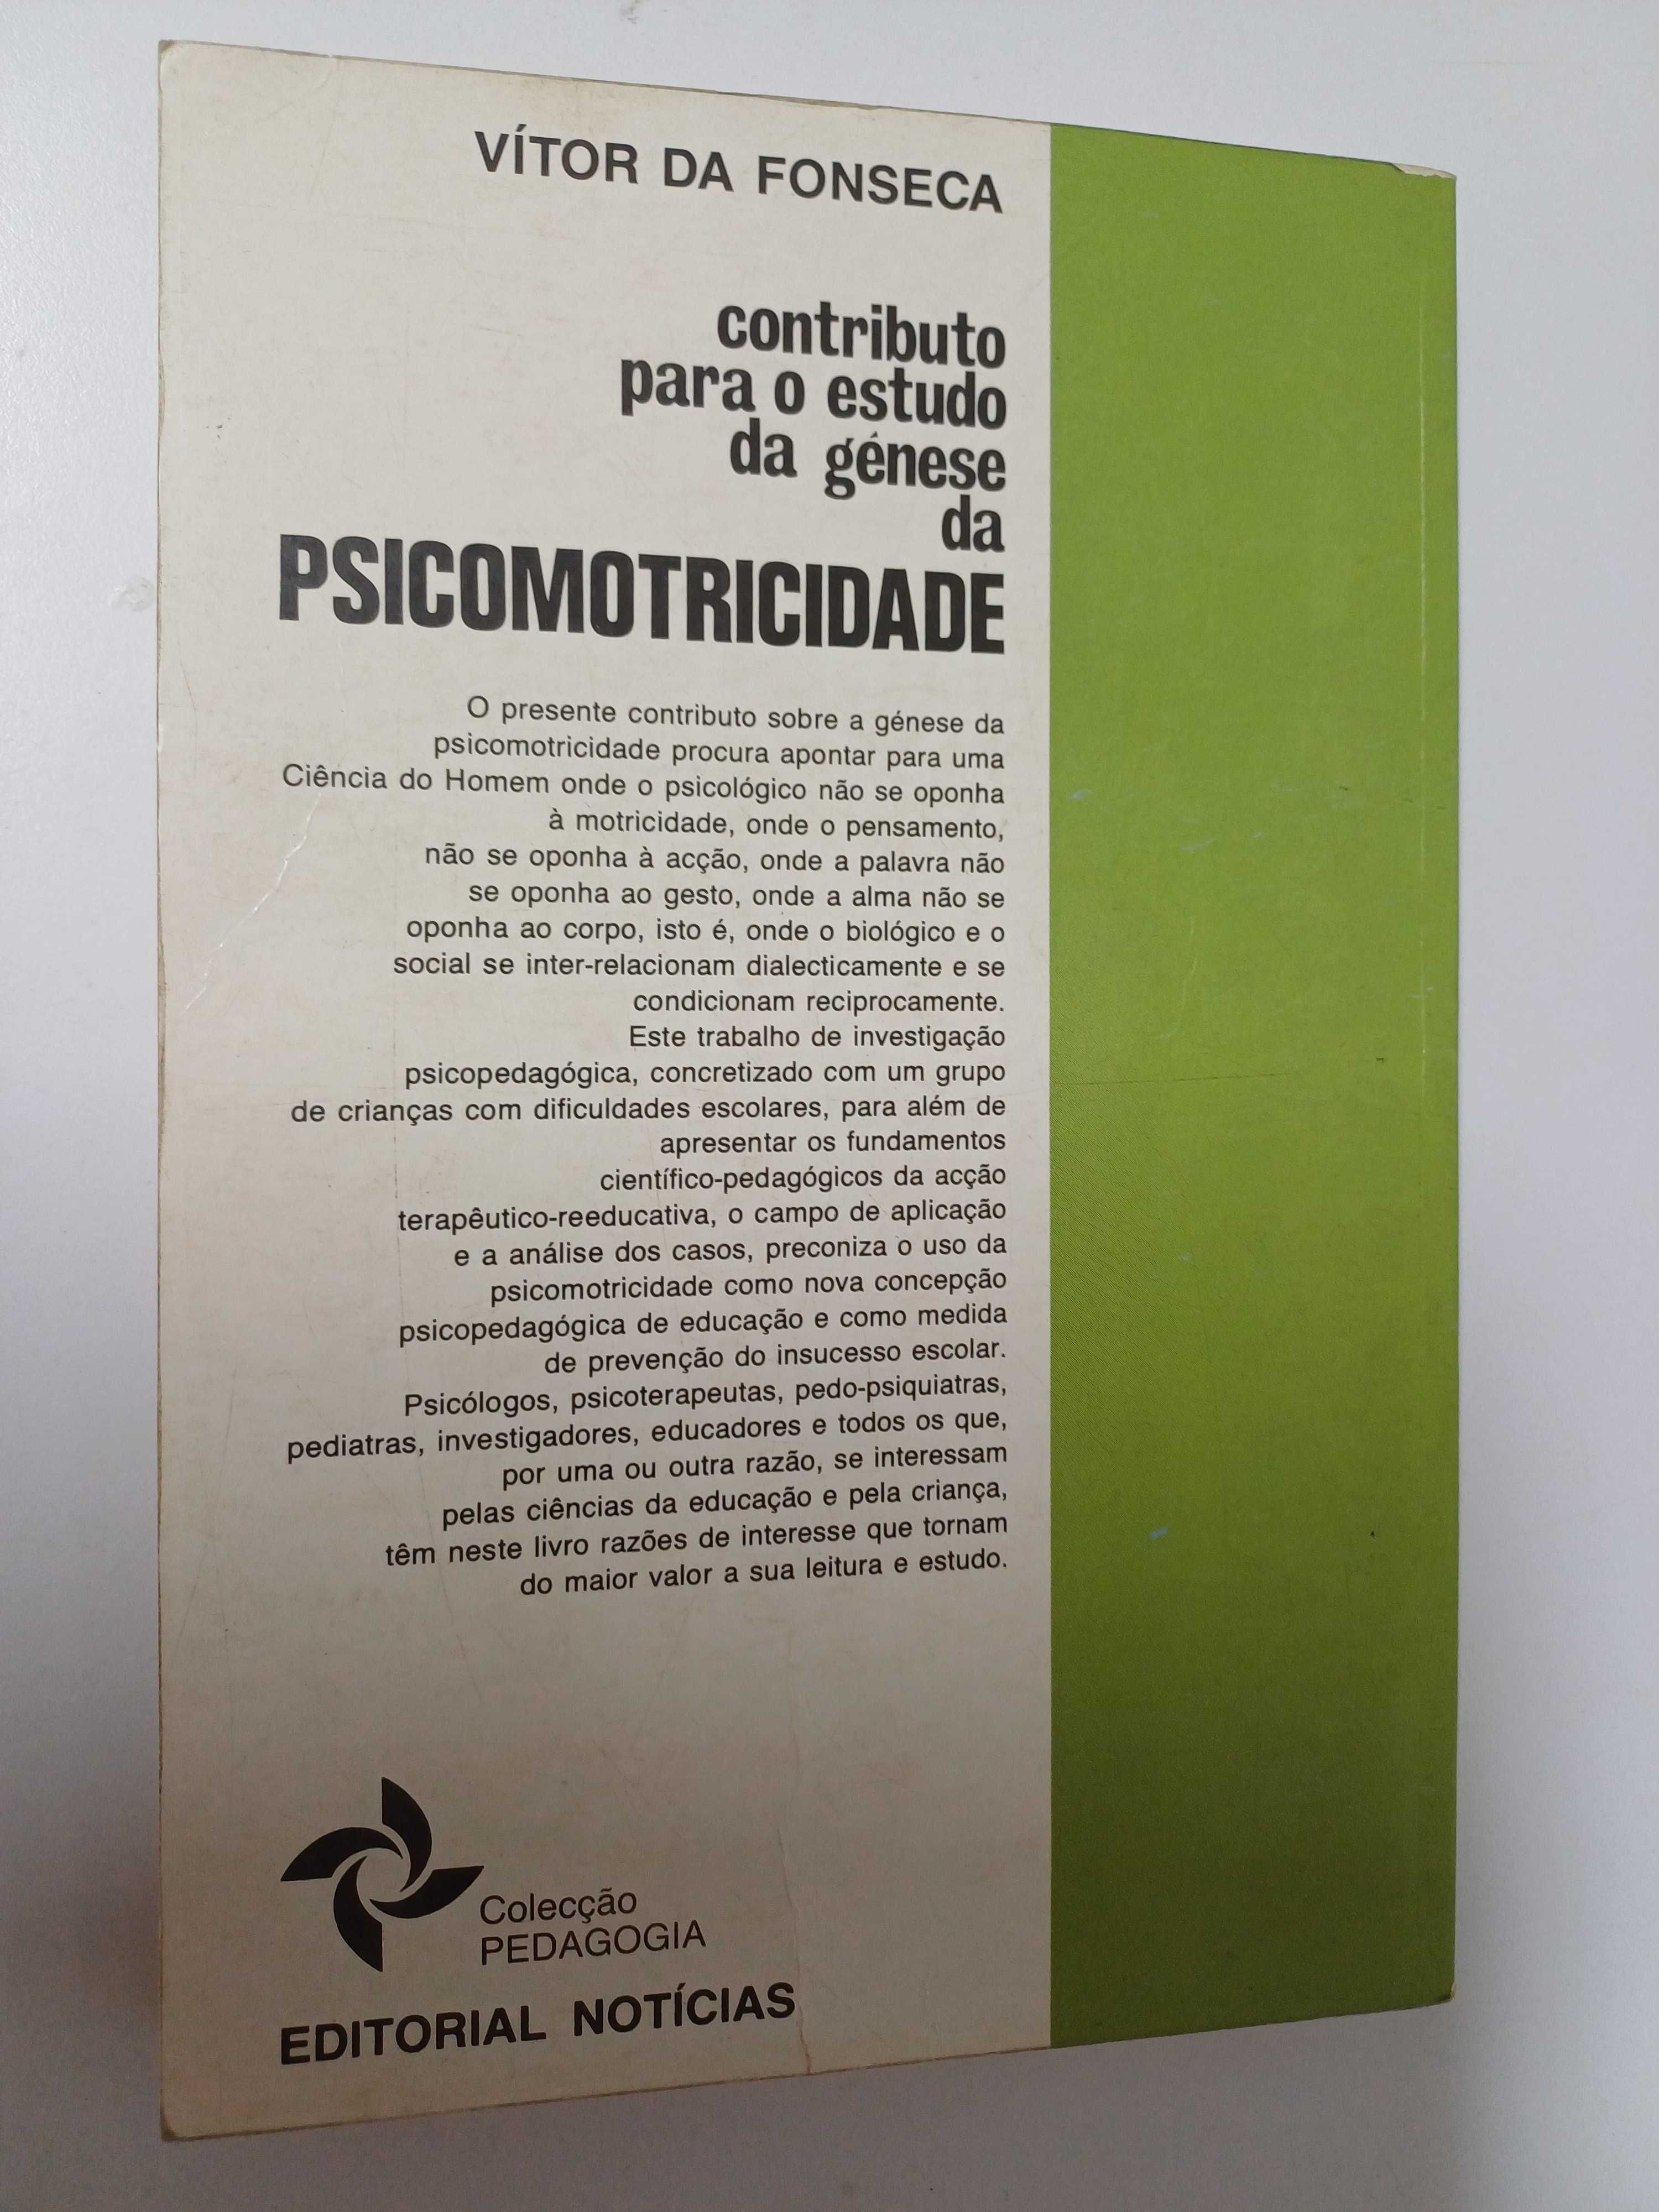 VÍTOR DA FONSECA
contributo
para o estudo
da génese
da
PSICOMOTRICIDADE
O presente contributo sobre a génese da
psicomotricidade procura apontar para uma
Ciência do Homem onde o psicológico não se oponha
à motricidade, onde o pensamento,
não se oponha à acção, onde a palavra não
se oponha ao gesto, onde a alma não se
oponha ao corpo, isto é, onde o biológico e o
social se inter-relacionam dialecticamente e se
condicionam reciprocamente.
Este trabalho de investigação
psicopedagógica, concretizado com um grupo
de crianças com dificuldades escolares, para além de
apresentar os fundamentos
científico-pedagógicos da acção
terapêutico-reeducativa, o campo de aplicação
e a análise dos casos, preconiza o uso da
psicomotricidade como nova concepção
psicopedagógica de educação e como medida
de prevenção do insucesso escolar.
Psicólogos, psicoterapeutas, pedo-psiquiatras,
pediatras, investigadores, educadores e todos os que,
por uma ou outra razão, se interessam
pelas ciências da educação e pela criança,
têm neste livro razões de interesse que tornam
do maior valor a sua leitura e estudo.
Colecção
PEDAGOGIA
EDITORIAL NOTÍCIAS